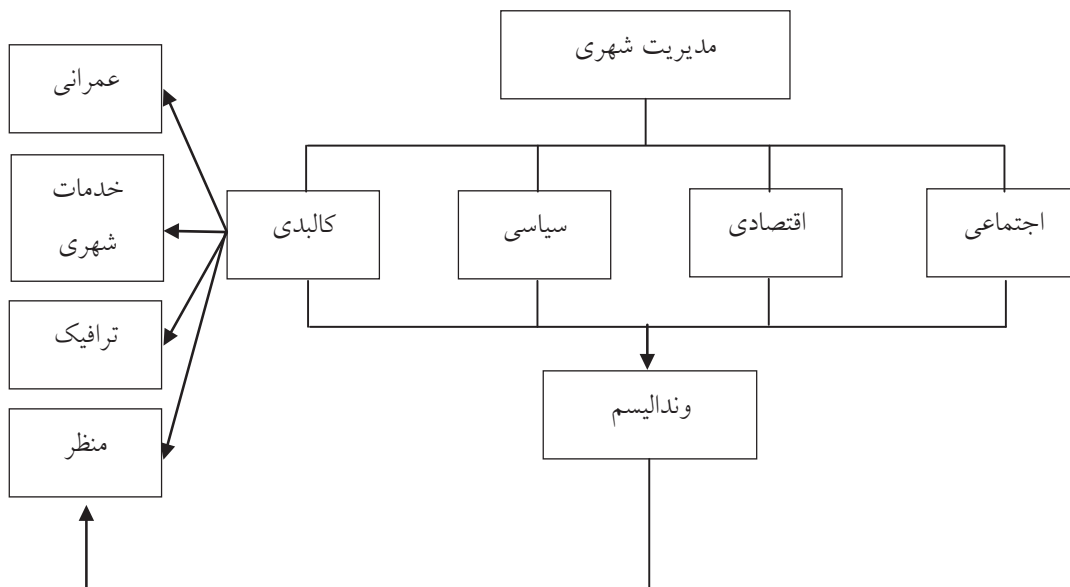 مدیریت شهری
اجتماعی
اقتصادی
سیاسی
کالبدی
عمرانی
خدمات
شهری
ترافیک
منظر
وندالیسم